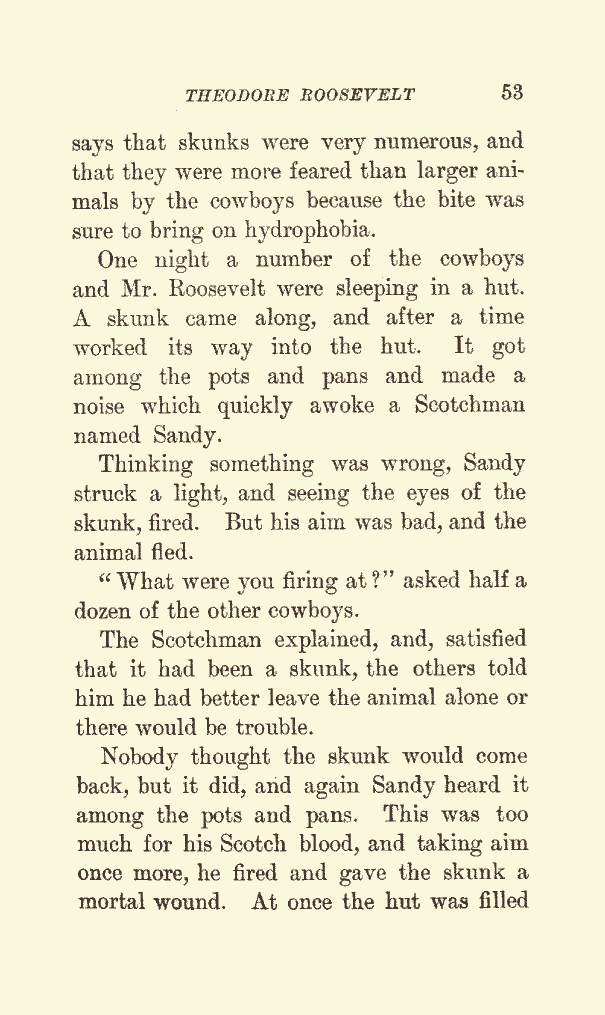 THEODORE ROOSEVELT 53
says that skunks were very numerous, and
that they were more feared than larger ani-
mals by the cowboys because the bite was
sure to bring on hydrophobia.
One night a number of the cowboys
and Mr. Roosevelt were sleeping in a hut.
A skunk came along, and after a time
worked its way into the hut. It got
among the pots and pans and made a
noise which quickly awoke a Scotchman
named Sandy.
Thinking something was wrong, Sandy
struck a light, and seeing the eyes of the
skunk, fired. But his aim was bad, and the
animal fled.
“What were you firing at?” asked half a
dozen of the other cowboys.
The Scotchman explained, and, satisfied
that it had been a skunk, the others told
him he had better leave the animal alone or
there would be trouble.
Nobody thought the skunk would come
back, but it did, and again Sandy heard it
among the pots and pans. This was too
much for his Scotch blood, and taking aim
once more, he fired and gave the skunk a
mortal wound. At once the hut was filled